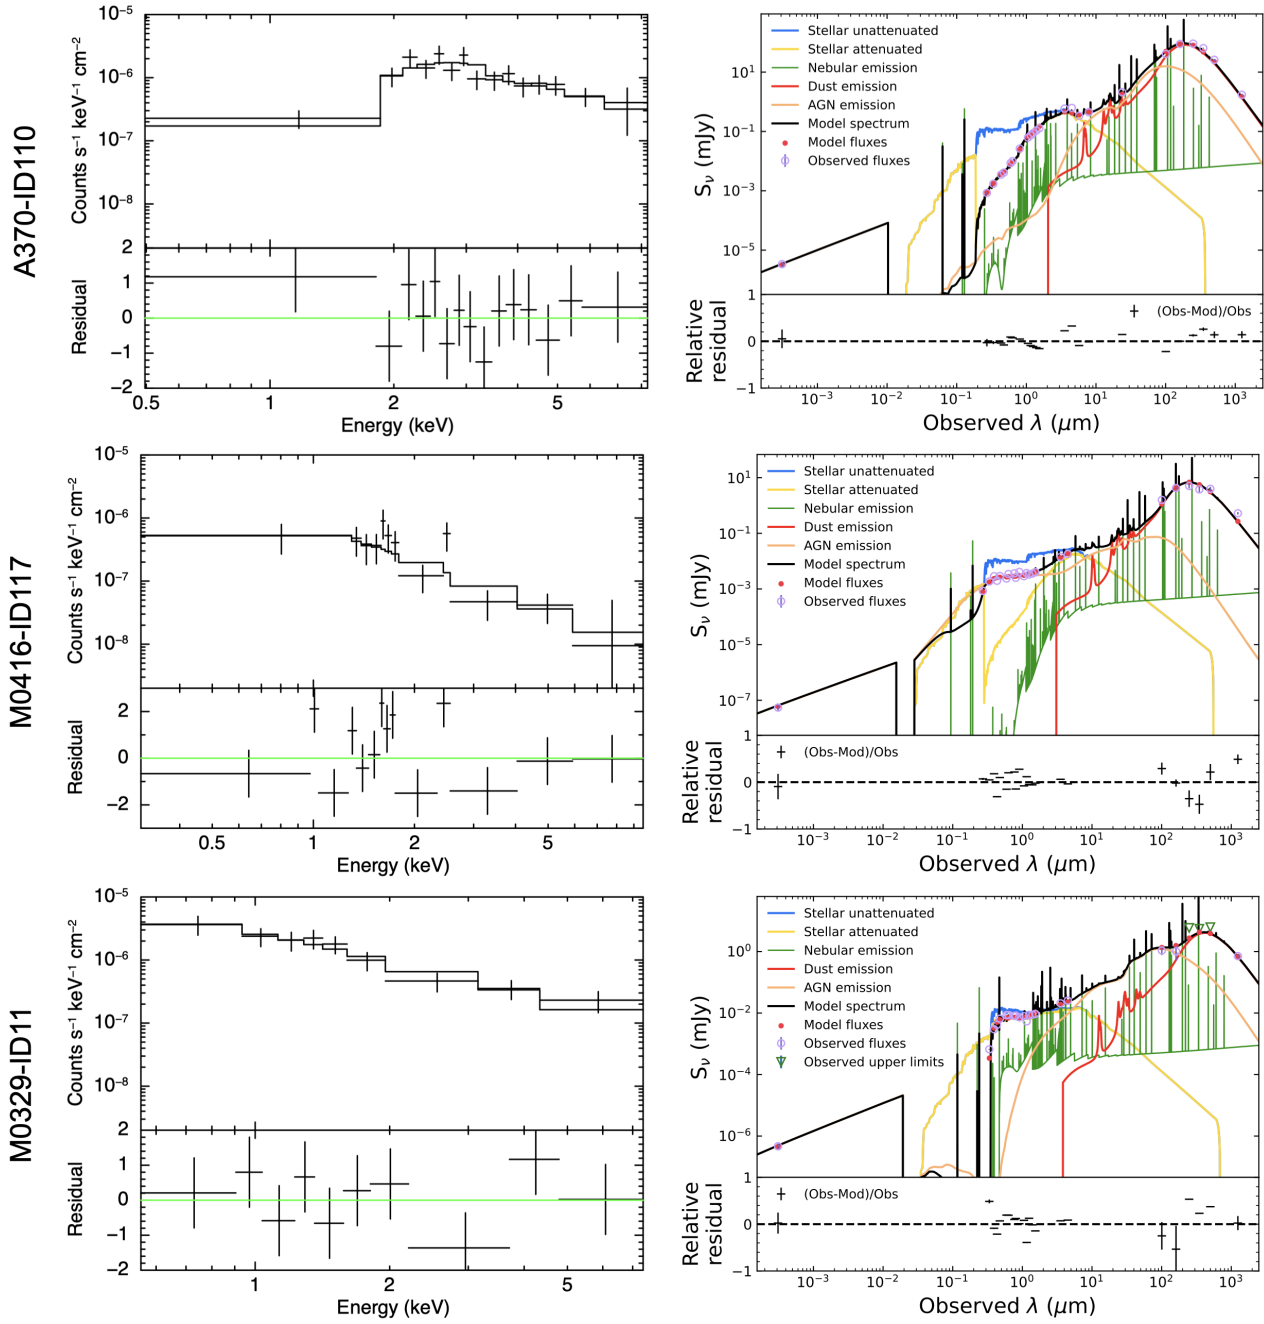 A370-ID110
10⁻⁵
10⁻⁶
10⁻⁷
10⁻⁸
Counts s⁻¹ keV⁻¹ cm⁻²
2
1
0
−1
−2
Residual
0.5 1 2 5
Energy (keV)
Stellar unattenuated
Stellar attenuated
Nebular emission
Dust emission
AGN emission
Model spectrum
Model fluxes
Observed fluxes
10¹
10⁻¹
10⁻³
10⁻⁵
Sν (mJy)
1
(Obs-Mod)/Obs
0
−1
Relative
residual
10⁻³ 10⁻² 10⁻¹ 10⁰ 10¹ 10² 10³
Observed λ (μm)
M0416-ID117
10⁻⁵
10⁻⁶
10⁻⁷
10⁻⁸
Counts s⁻¹ keV⁻¹ cm⁻²
2
0
−2
Residual
0.5 1 2 5
Energy (keV)
Stellar unattenuated
Stellar attenuated
Nebular emission
Dust emission
AGN emission
Model spectrum
Model fluxes
Observed fluxes
10¹
10⁻¹
10⁻³
10⁻⁵
10⁻⁷
Sν (mJy)
1
(Obs-Mod)/Obs
0
−1
Relative
residual
10⁻³ 10⁻² 10⁻¹ 10⁰ 10¹ 10² 10³
Observed λ (μm)
M0329-ID11
10⁻⁵
10⁻⁶
10⁻⁷
10⁻⁸
Counts s⁻¹ keV⁻¹ cm⁻²
2
1
0
−1
−2
Residual
1 2 5
Energy (keV)
Stellar unattenuated
Stellar attenuated
Nebular emission
Dust emission
AGN emission
Model spectrum
Model fluxes
Observed fluxes
Observed upper limits
10⁰
10⁻²
10⁻⁴
10⁻⁶
Sν (mJy)
1
(Obs-Mod)/Obs
0
−1
Relative
residual
10⁻³ 10⁻² 10⁻¹ 10⁰ 10¹ 10² 10³
Observed λ (μm)